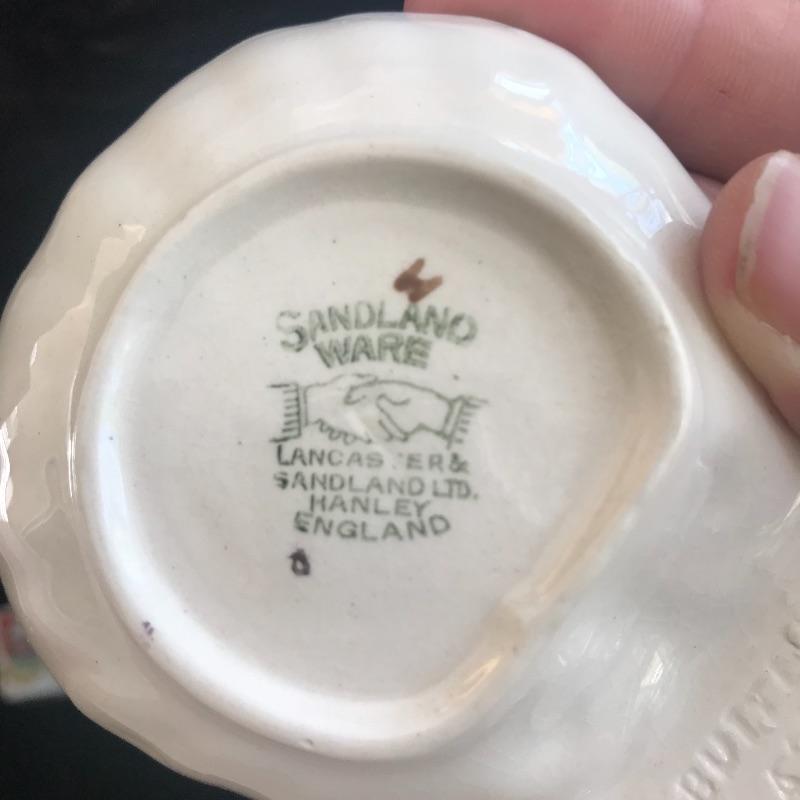 SANDLAND
WARE
LANCASTER &
SANDLAND LTD.
HANLEY
ENGLAND